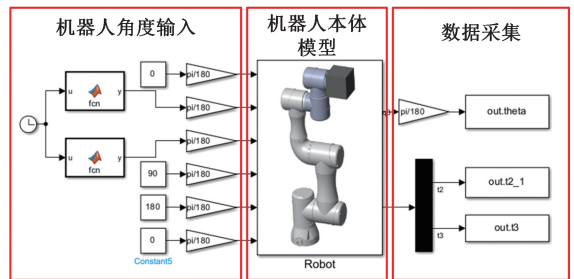 机器人角度输入
机器人本体
模型
数据采集
0
pi/180
pi/180
u
y
fcn
pi/180
out.theta
pi/180
u
y
fcn
90
pi/180
t2
out.t2_1
180
pi/180
t3
out.t3
0
pi/180
Constant5
Robot